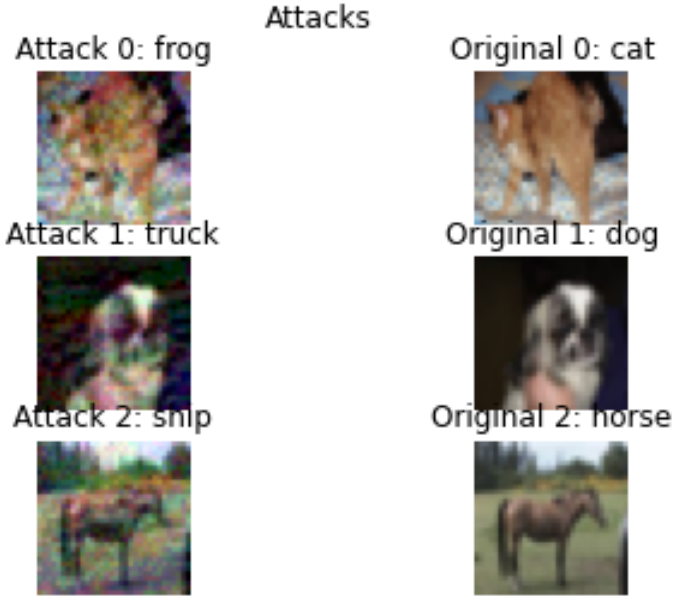 Attacks
Attack 0: frog
Original 0: cat
Attack 1: truck
Original 1: dog
Attack 2: ship
Original 2: horse